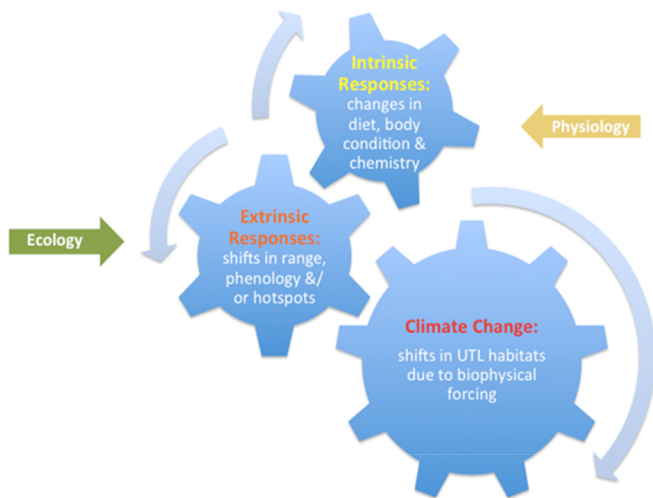 Intrinsic
Responses:
changes in
diet, body
condition &
chemistry
Physiology
Extrinsic
Responses:
shifts in range,
phenology &/
or hotspots
Ecology
Climate Change:
shifts in UTL habitats
due to biophysical
forcing